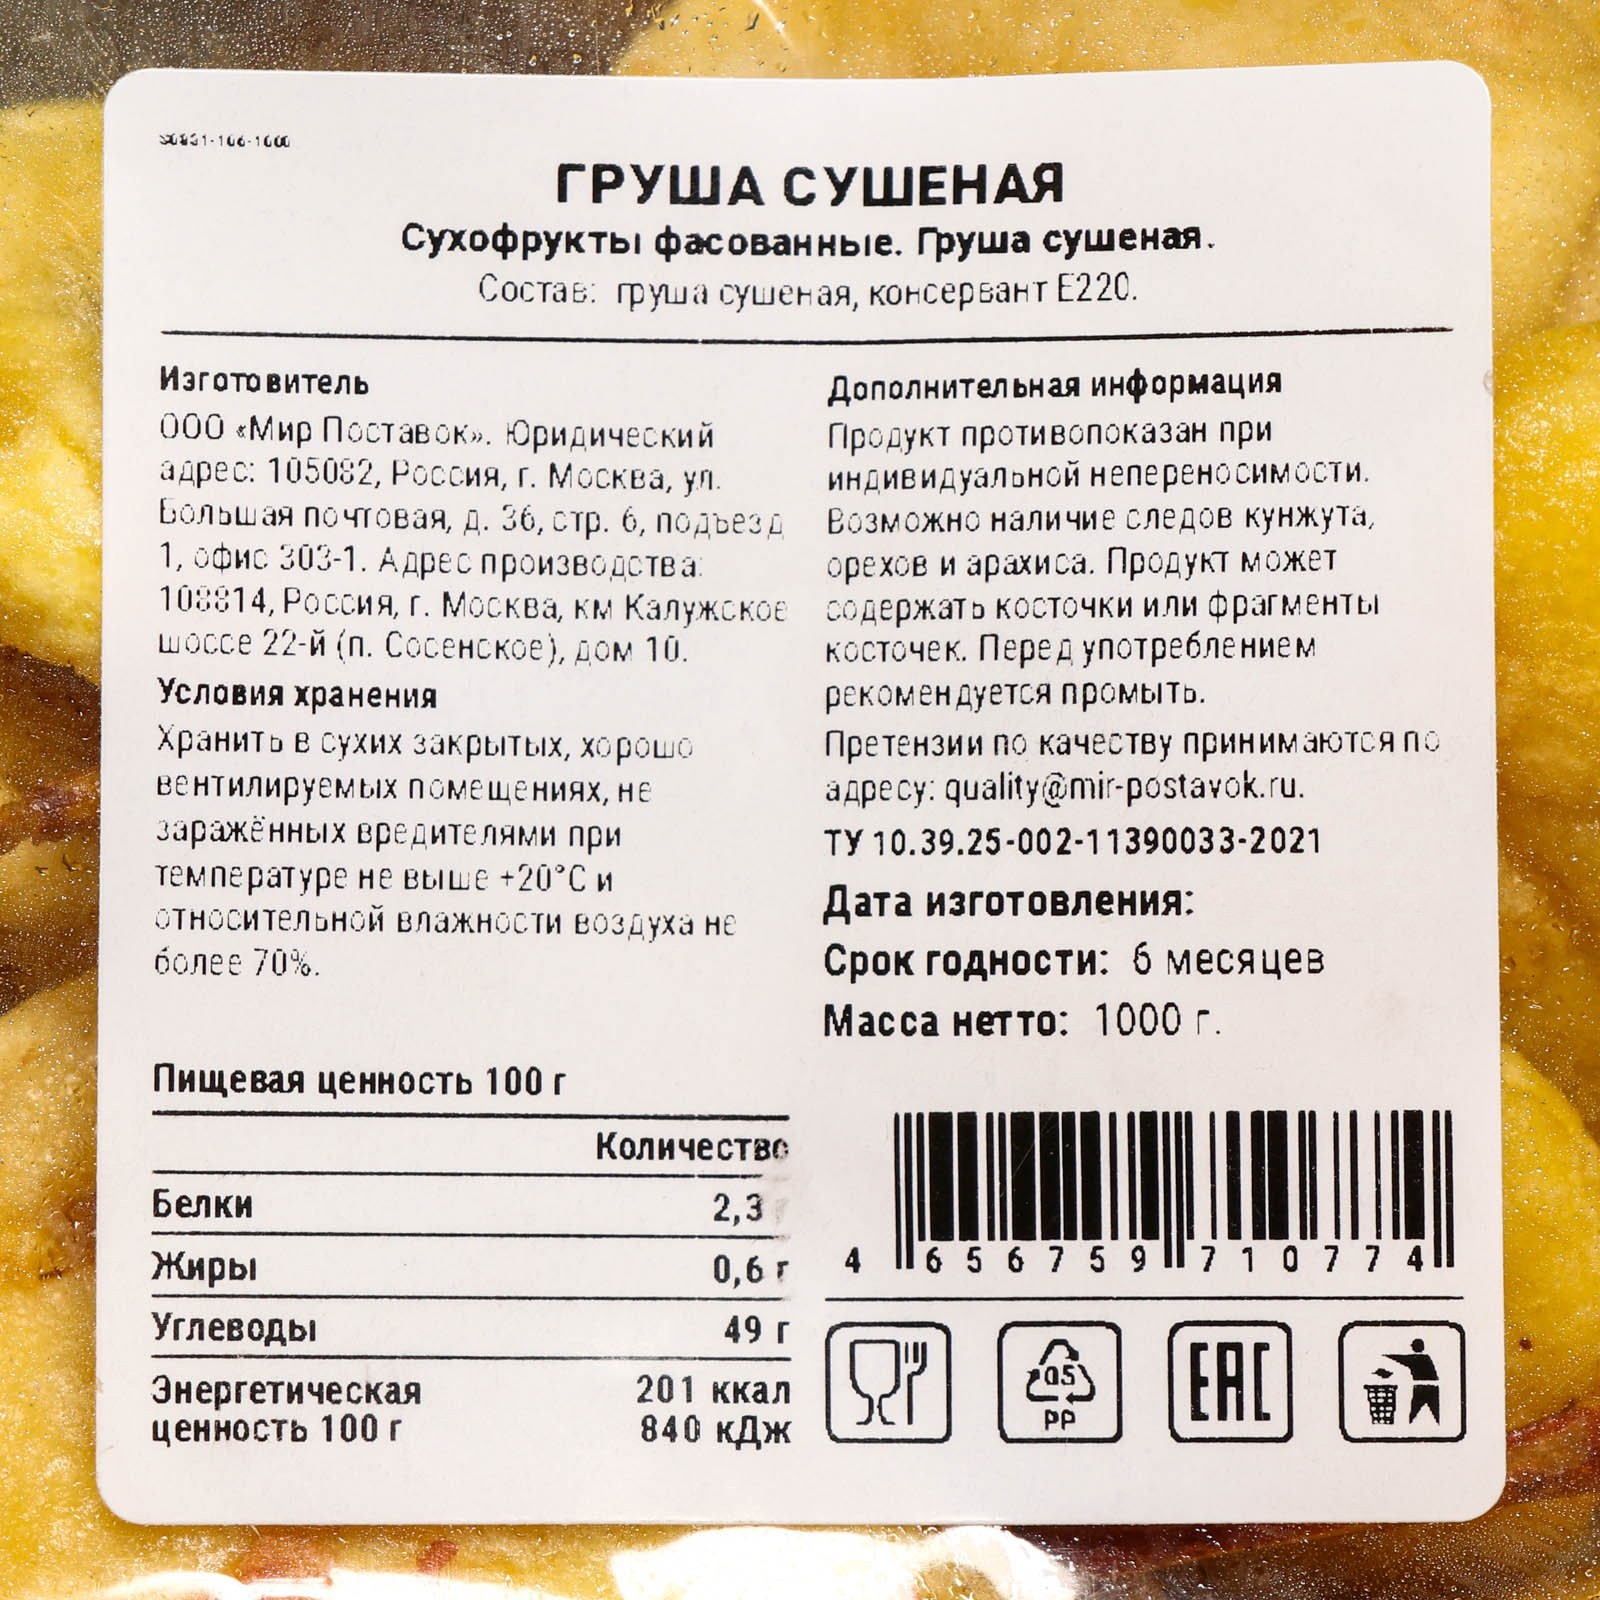 ГРУША СУШЕНАЯ
Сухофрукты фасованные. Груша сушеная.
Состав: груша сушеная, консервант Е220.
Изготовитель
ООО «Мир Поставок». Юридический
адрес: 105082, Россия, г. Москва, ул.
Большая почтовая, д. 36, стр. 6, подъезд
1, офис 303-1. Адрес производства:
108814, Россия, г. Москва, км Калужское
шоссе 22-й (п. Сосенское), дом 10.
Условия хранения
Хранить в сухих закрытых, хорошо
вентилируемых помещениях, не
заражённых вредителями при
температуре не выше +20°С и
относительной влажности воздуха не
более 70%.
Дополнительная информация
Продукт противопоказан при
индивидуальной непереносимости.
Возможно наличие следов кунжута,
орехов и арахиса. Продукт может
содержать косточки или фрагменты
косточек. Перед употреблением
рекомендуется промыть.
Претензии по качеству принимаются по
адресу: quality@mir-postavok.ru.
ТУ 10.39.25-002-11390033-2021
Дата изготовления:
Срок годности: 6 месяцев
Масса нетто: 1000 г.
Пищевая ценность 100 г
Количество
Белки 2,3 г
Жиры 0,6 г
Углеводы 49 г
Энергетическая 201 ккал
ценность 100 г 840 кДж
4 656759 710774
05
PP
EAC